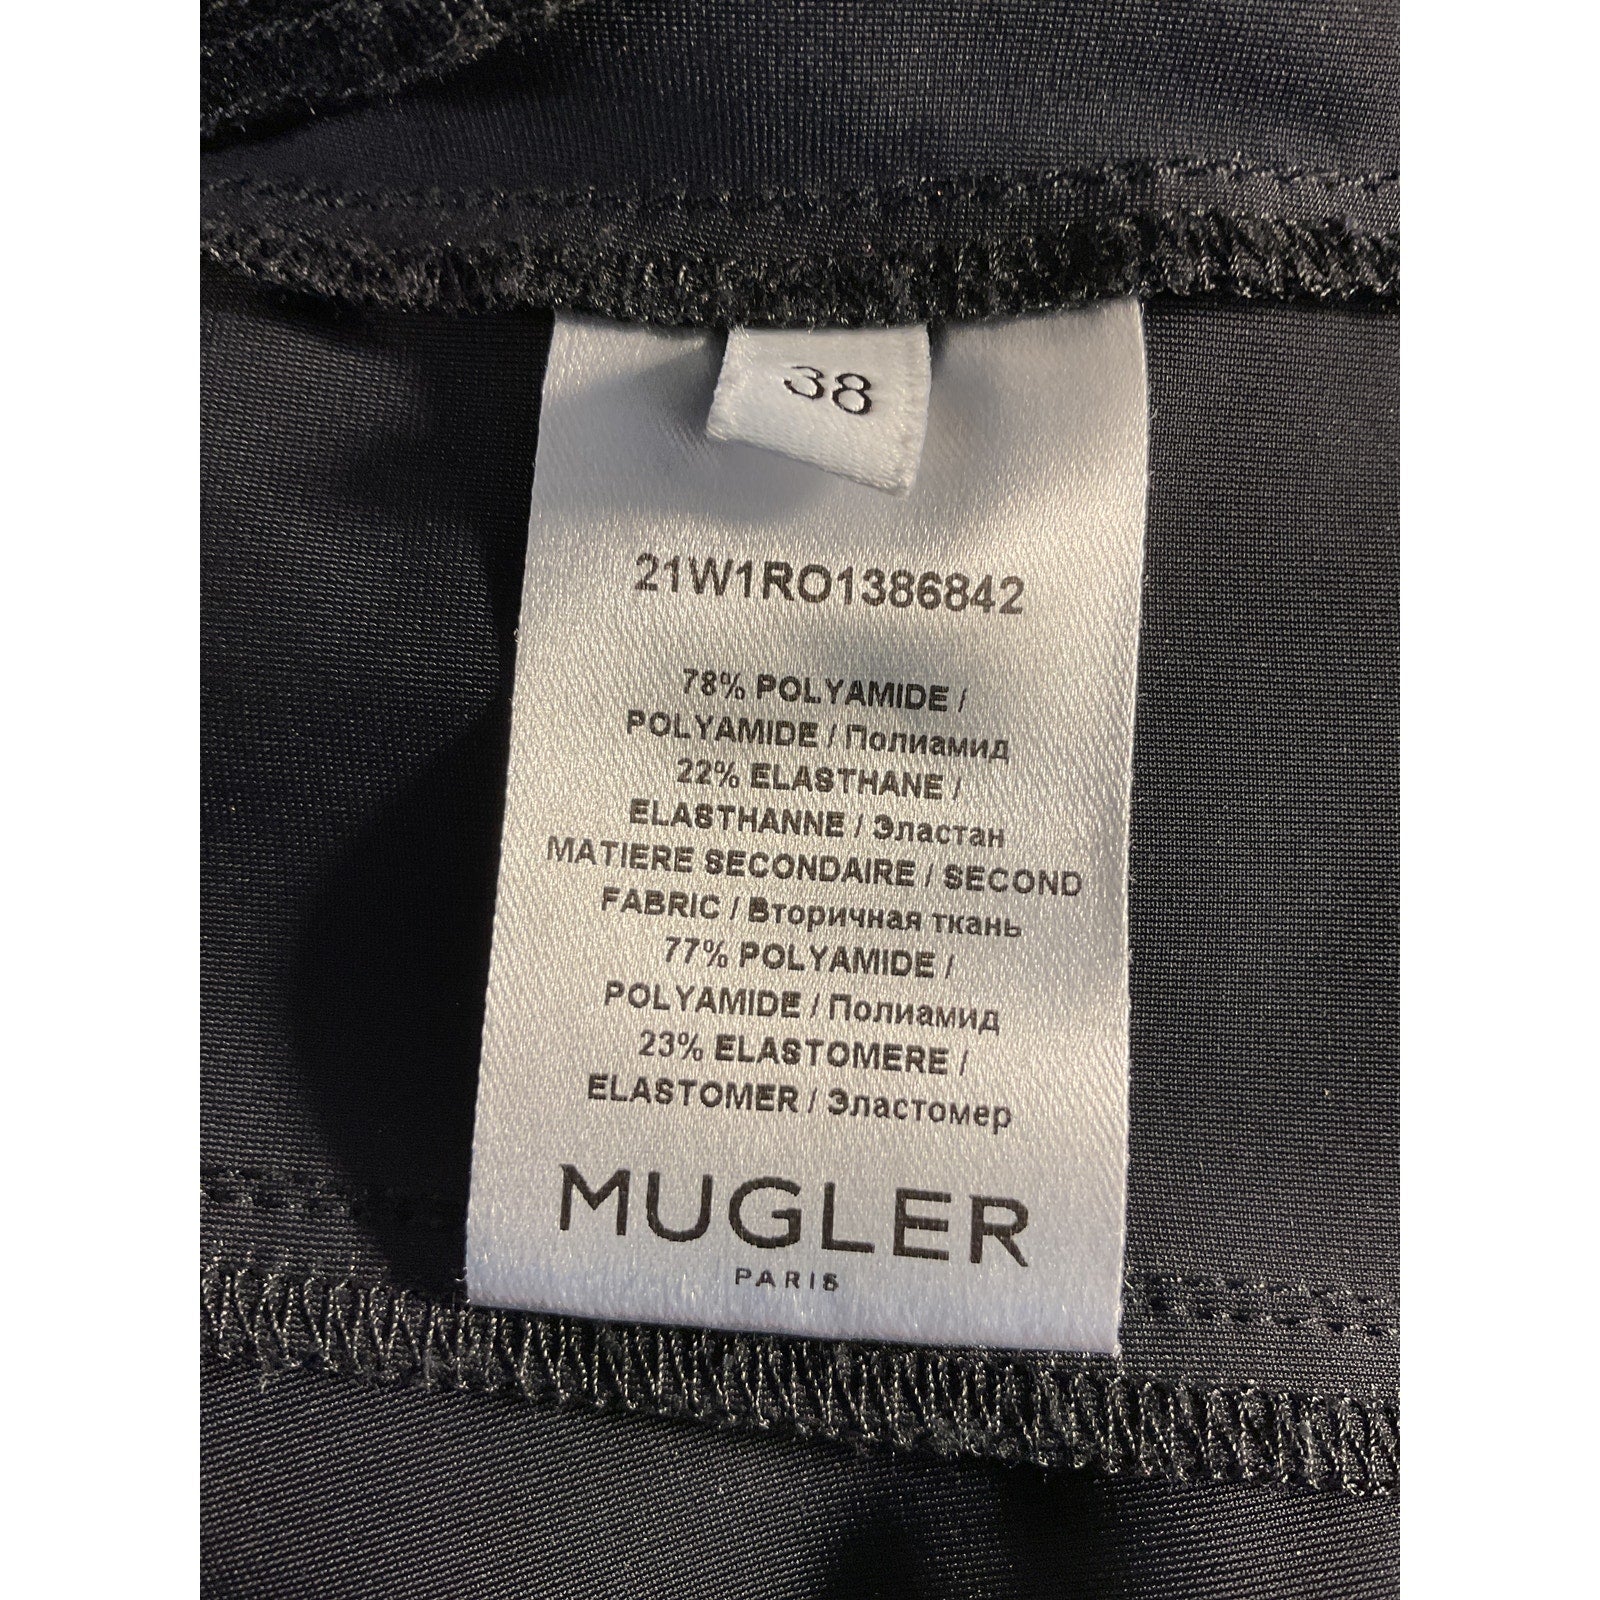 38
21W1RO1386842
78% POLYAMIDE /
POLYAMIDE / Полиамид
22% ELASTHANE /
ELASTHANNE / Эластан
MATIERE SECONDAIRE / SECOND
FABRIC / Вторичная ткань
77% POLYAMIDE /
POLYAMIDE / Полиамид
23% ELASTOMERE /
ELASTOMER / Эластомер
MUGLER
PARIS